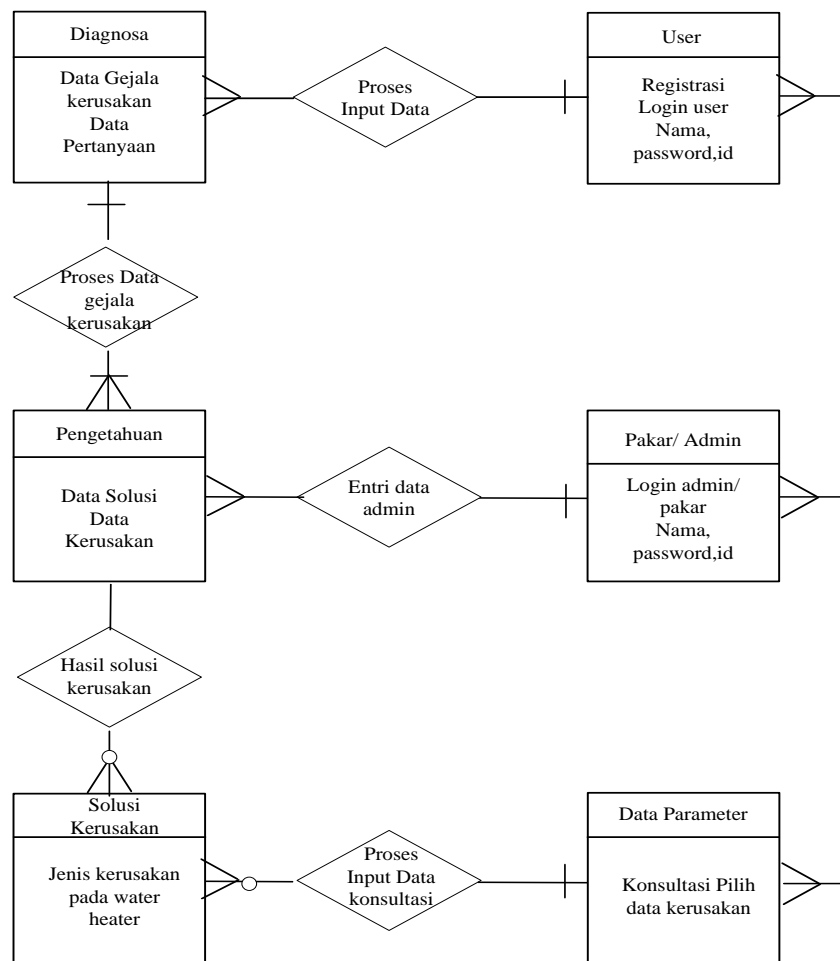 Diagnosa
Data Gejala
kerusakan
Data
Pertanyaan
Proses
Input Data
User
Registrasi
Login user
Nama,
password,id
Proses Data
gejala
kerusakan
Pengetahuan
Data Solusi
Data
Kerusakan
Entri data
admin
Pakar/ Admin
Login admin/
pakar
Nama,
password,id
Hasil solusi
kerusakan
Solusi
Kerusakan
Jenis kerusakan
pada water
heater
Proses
Input Data
konsultasi
Data Parameter
Konsultasi Pilih
data kerusakan